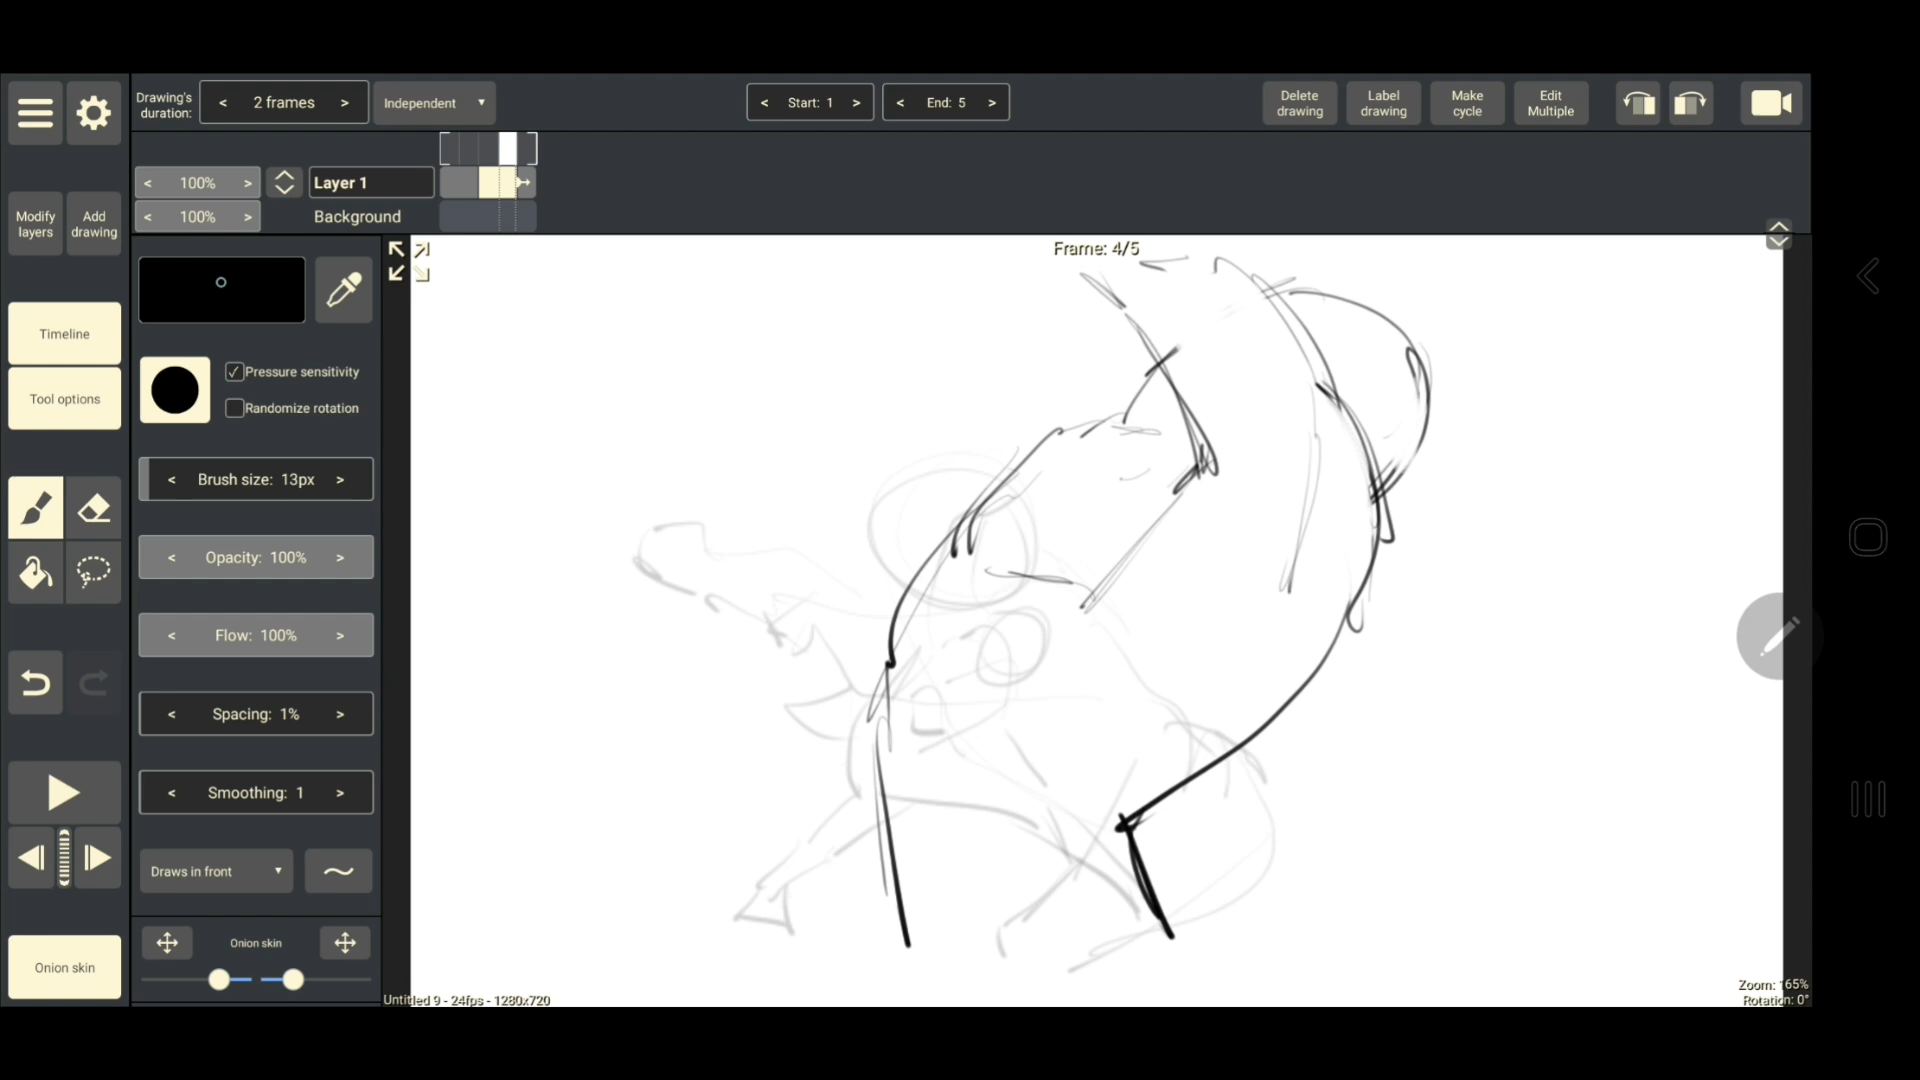 Drawing's
duration:
< 2 frames >
Independent
< Start: 1 >
< End: 5 >
Delete
drawing
Label
drawing
Make
cycle
Edit
Multiple
Modify
layers
Add
drawing
< 100% >
Layer 1
< 100% >
Background
Frame: 4/5
Timeline
Tool options
Pressure sensitivity
Randomize rotation
< Brush size: 13px >
< Opacity: 100% >
< Flow: 100% >
< Spacing: 1% >
< Smoothing: 1 >
Draws in front
Onion skin
Onion skin
Untitled 9 - 24fps - 1280x720
Zoom: 165%
Rotation: 0°